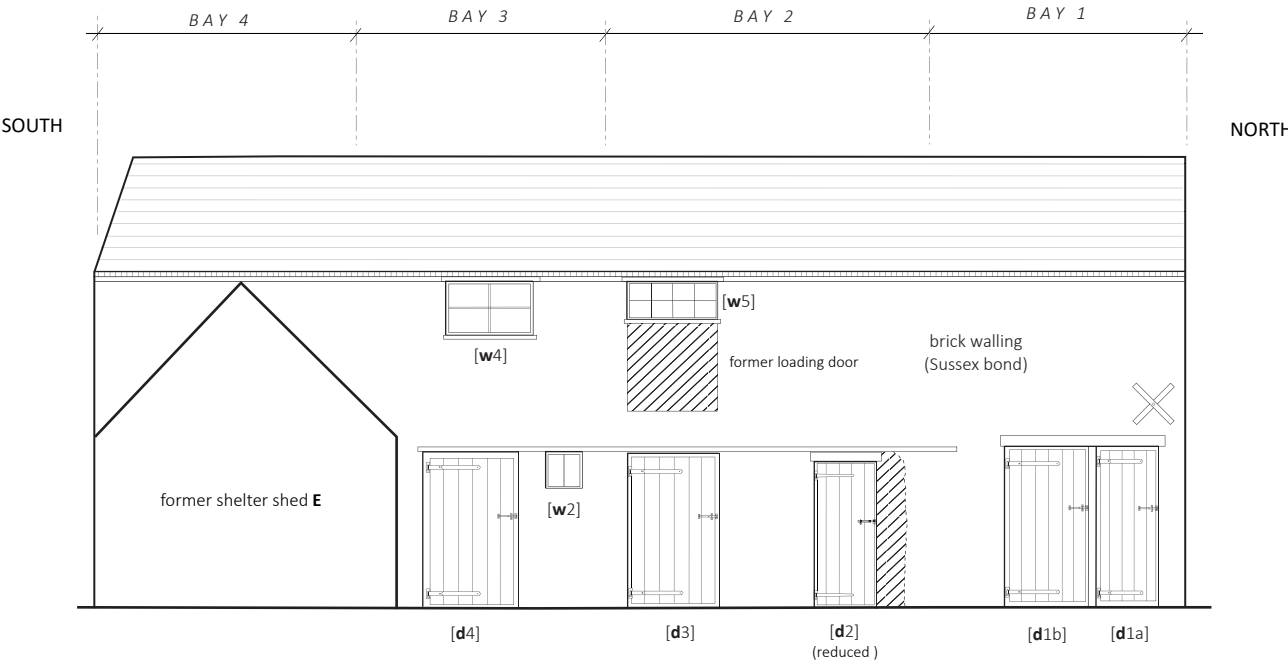 BAY 4
BAY 3
BAY 2
BAY 1
SOUTH
NORTH
[w5]
[w4]
former loading door
brick walling
(Sussex bond)
former shelter shed E
[w2]
[d4]
[d3]
[d2]
(reduced )
[d1b]
[d1a]